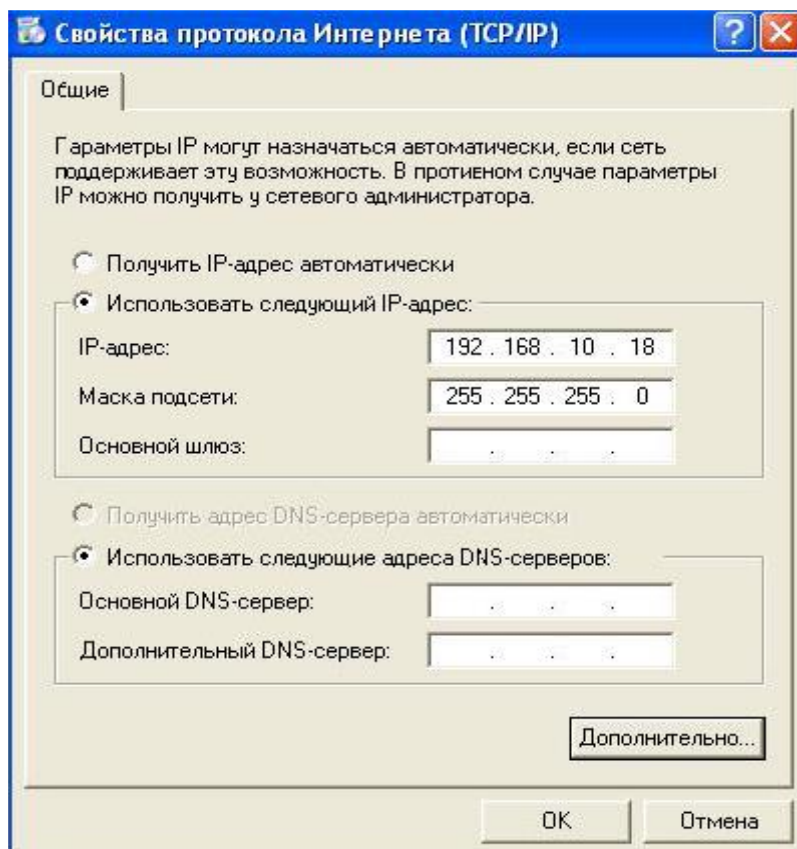 Свойства протокола Интернета (TCP/IP)
?
Общие
Параметры IP могут назначаться автоматически, если сеть
поддерживает эту возможность. В противном случае параметры
IP можно получить у сетевого администратора.
Получить IP-адрес автоматически
Использовать следующий IP-адрес:
IP-адрес: 192 . 168 . 10 . 18
Маска подсети: 255 . 255 . 255 . 0
Основной шлюз: . . .
Получить адрес DNS-сервера автоматически
Использовать следующие адреса DNS-серверов:
Основной DNS-сервер: . . .
Дополнительный DNS-сервер: . . .
Дополнительно...
OK Отмена